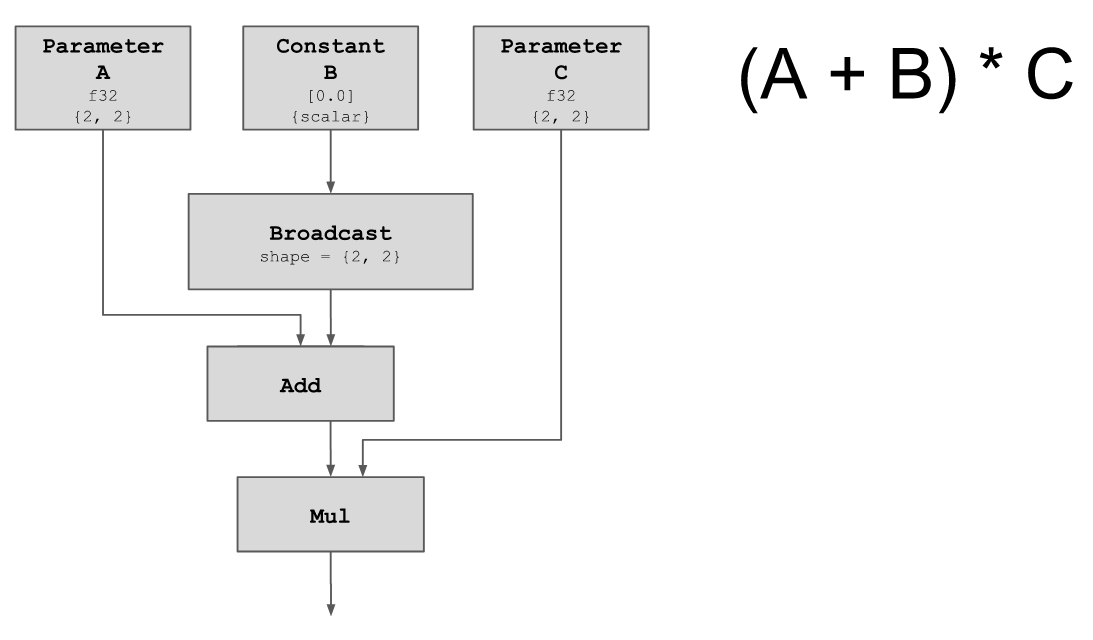 Parameter
A
f32
{2, 2}
Constant
B
[0.0]
{scalar}
Parameter
C
f32
{2, 2}
(A + B) * C
Broadcast
shape = {2, 2}
Add
Mul